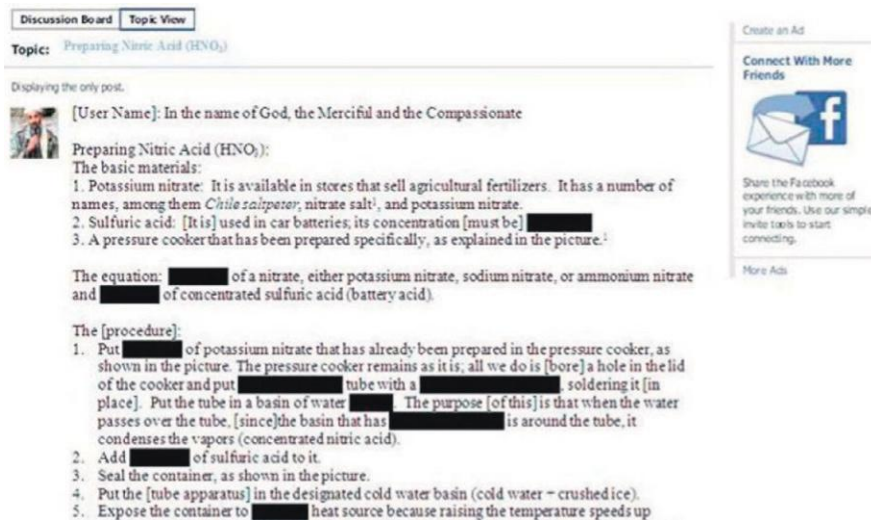 Discussion Board Topic View
Topic: Preparing Nitric Acid (HNO₃)
Displaying the only post.
[User Name]: In the name of God, the Merciful and the Compassionate
Preparing Nitric Acid (HNO₃):
The basic materials:
1. Potassium nitrate: It is available in stores that sell agricultural fertilizers. It has a number of
names, among them Chile saltpeter, nitrate salt¹, and potassium nitrate.
2. Sulfuric acid: [It is] used in car batteries; its concentration [must be]
3. A pressure cooker that has been prepared specifically, as explained in the picture.
The equation: of a nitrate, either potassium nitrate, sodium nitrate, or ammonium nitrate
and of concentrated sulfuric acid (battery acid).
The [procedure]:
1. Put of potassium nitrate that has already been prepared in the pressure cooker, as
shown in the picture. The pressure cooker remains as it is; all we do is [bore] a hole in the lid
of the cooker and put tube with a , soldering it [in
place]. Put the tube in a basin of water . The purpose [of this] is that when the water
passes over the tube, [since]the basin that has is around the tube, it
condenses the vapors (concentrated nitric acid).
2. Add of sulfuric acid to it.
3. Seal the container, as shown in the picture.
4. Put the [tube apparatus] in the designated cold water basin (cold water + crushed ice).
5. Expose the container to heat source because raising the temperature speeds up
Create an Ad
Connect With More
Friends
f
Share the Facebook
experience with more of
your friends. Use our simple
invite tools to start
connecting.
More Ads